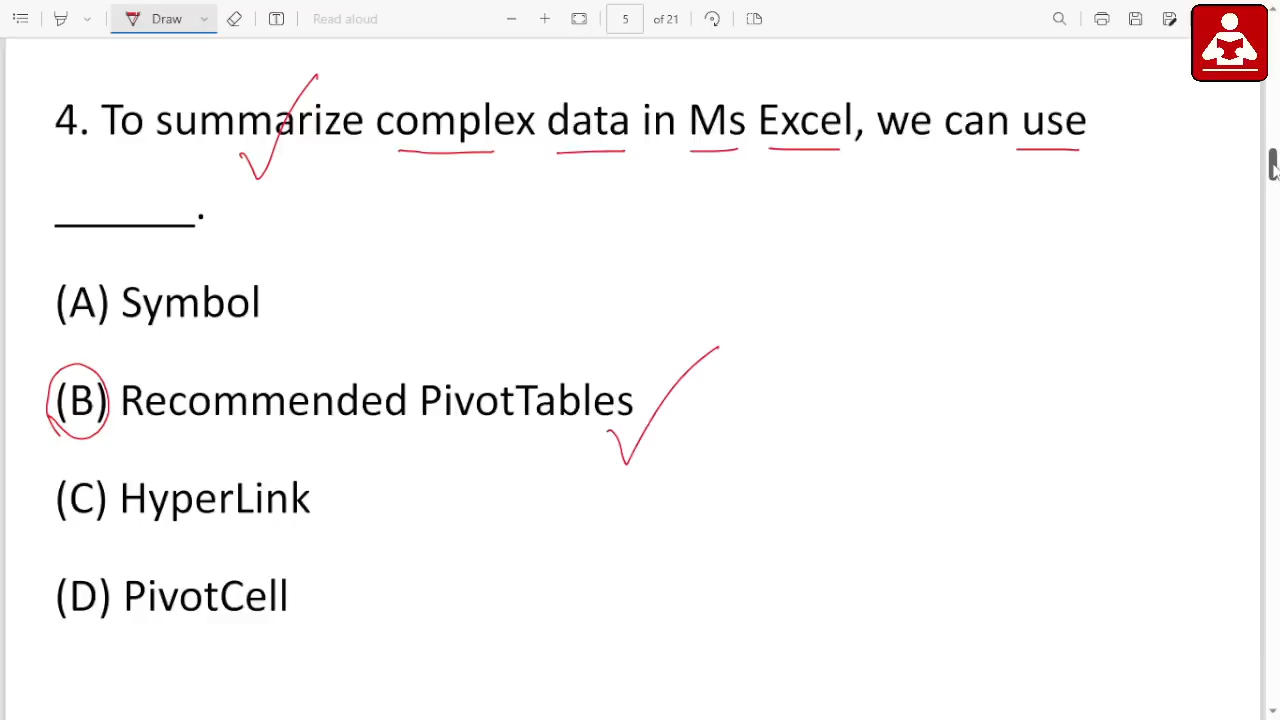 Draw
Read aloud
5
of 21
4. To summarize complex data in Ms Excel, we can use
______.
(A) Symbol
(B) Recommended PivotTables
(C) HyperLink
(D) PivotCell